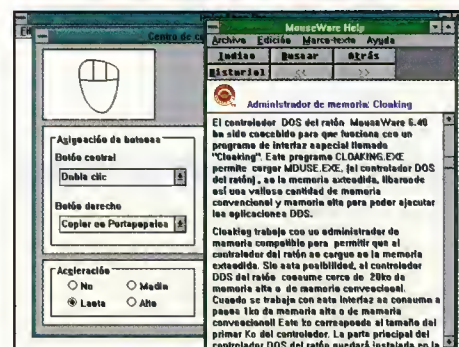 Centro de
Asignación de botones
Botón central
Doble clic
Botón derecho
Copiar en Portapapeles
Aceleración
No
Media
Lenta
Alta
MouseWare Help
Archivo Edición Marca-texto Ayuda
Indice Buscar Atrás
Historial << >>
Administrador de memoria: Cloaking
El controlador DOS del ratón MouseWare 6.40
ha sido concebido para que funcione con un
programa de interfaz especial llamado
"Cloaking". Este programa CLOAKING.EXE
permite cargar MOUSE.EXE, (el controlador DOS
del ratón), en la memoria extendida, liberando
así una valiosa cantidad de memoria
convencional y memoria alta para poder ejecutar
las aplicaciones DOS.
Cloaking trabaja con un administrador de
memoria compatible para permitir que el
controlador del ratón se cargue en la memoria
extendida. Sin esta posibilidad, el controlador
DOS del ratón consume cerca de 28ko de
memoria alta o de memoria convencional.
Cuando se trabaja con esta interfaz se consume a
penas 1ko de memoria alta o de memoria
convencional! Este ko corresponde al tamaño del
primer Ko del controlador. La parte principal del
controlador DOS del ratón quedará instalada en la